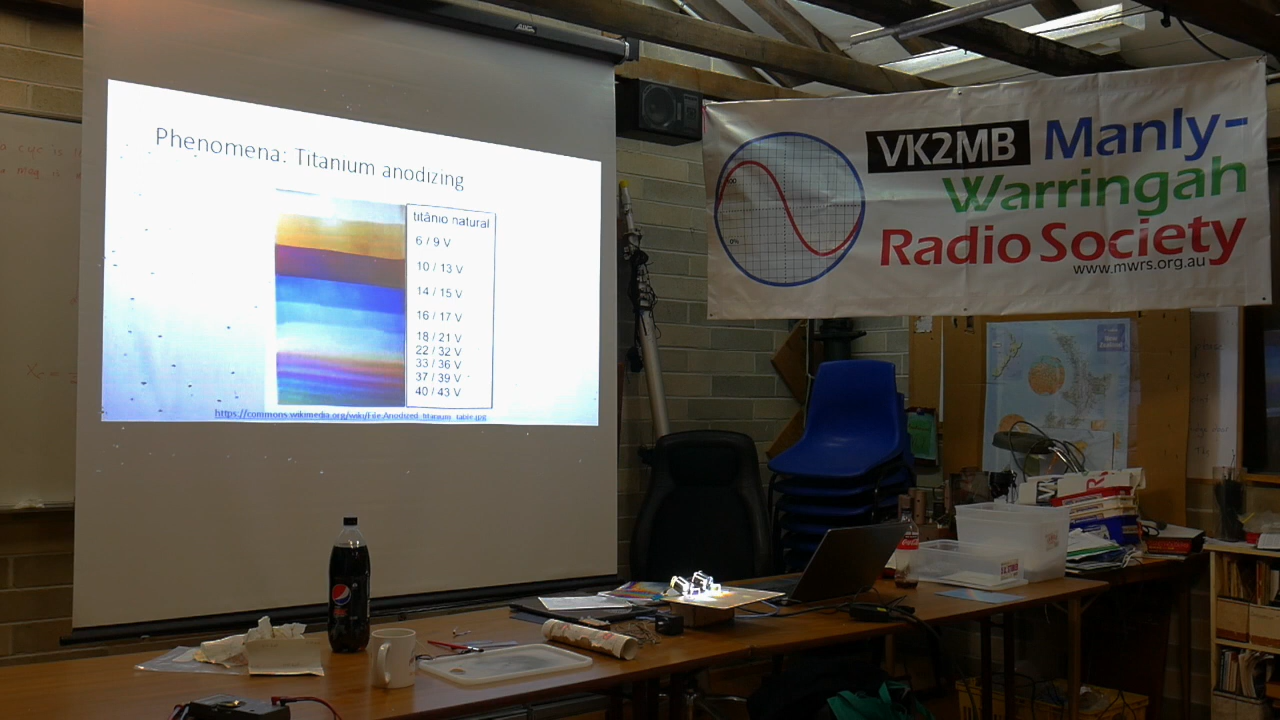 Phenomena: Titanium anodizing
titânio natural
6 / 9 V
10 / 13 V
14 / 15 V
16 / 17 V
18 / 21 V
22 / 32 V
33 / 36 V
37 / 39 V
40 / 43 V
https://commons.wikimedia.org/wiki/File:Anodized_titanium_table.jpg
VK2MB Manly-
Warringah
Radio Society
www.mwrs.org.au
0%
pepsi